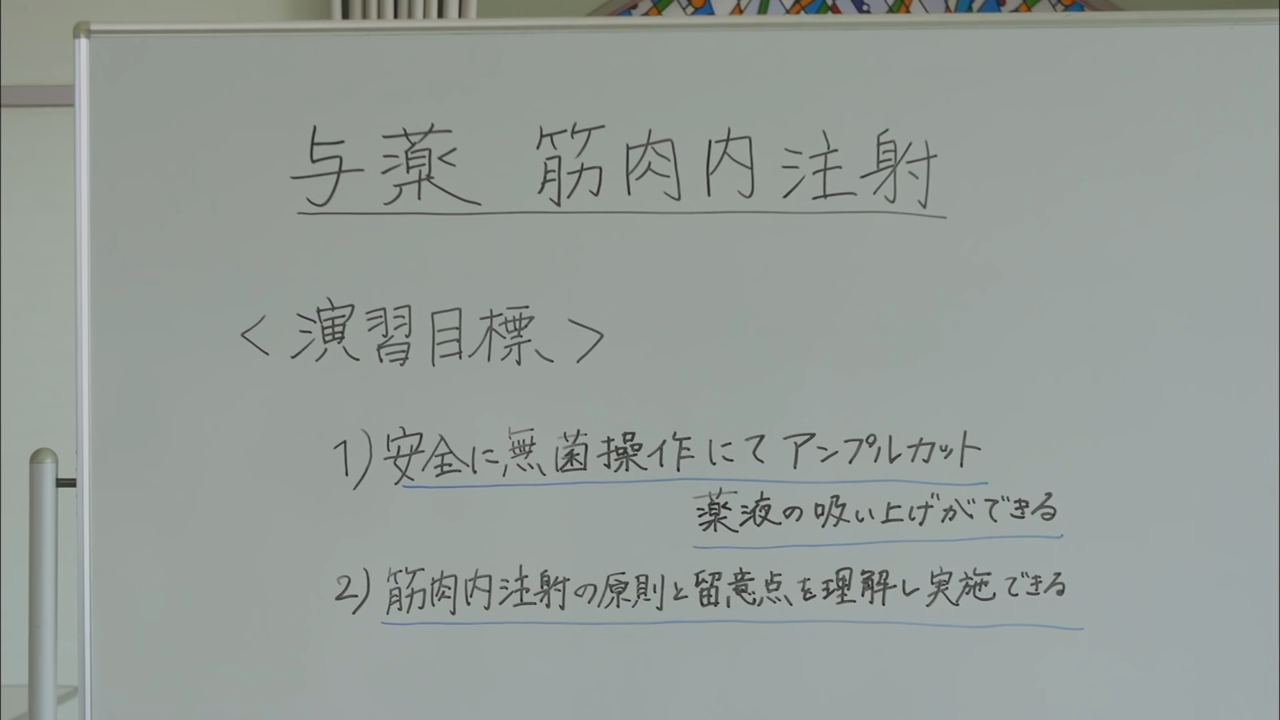 与薬 筋肉内注射
<演習目標>
1)安全に無菌操作にてアンプルカット
薬液の吸い上げができる
2)筋肉内注射の原則と留意点を理解し実施できる